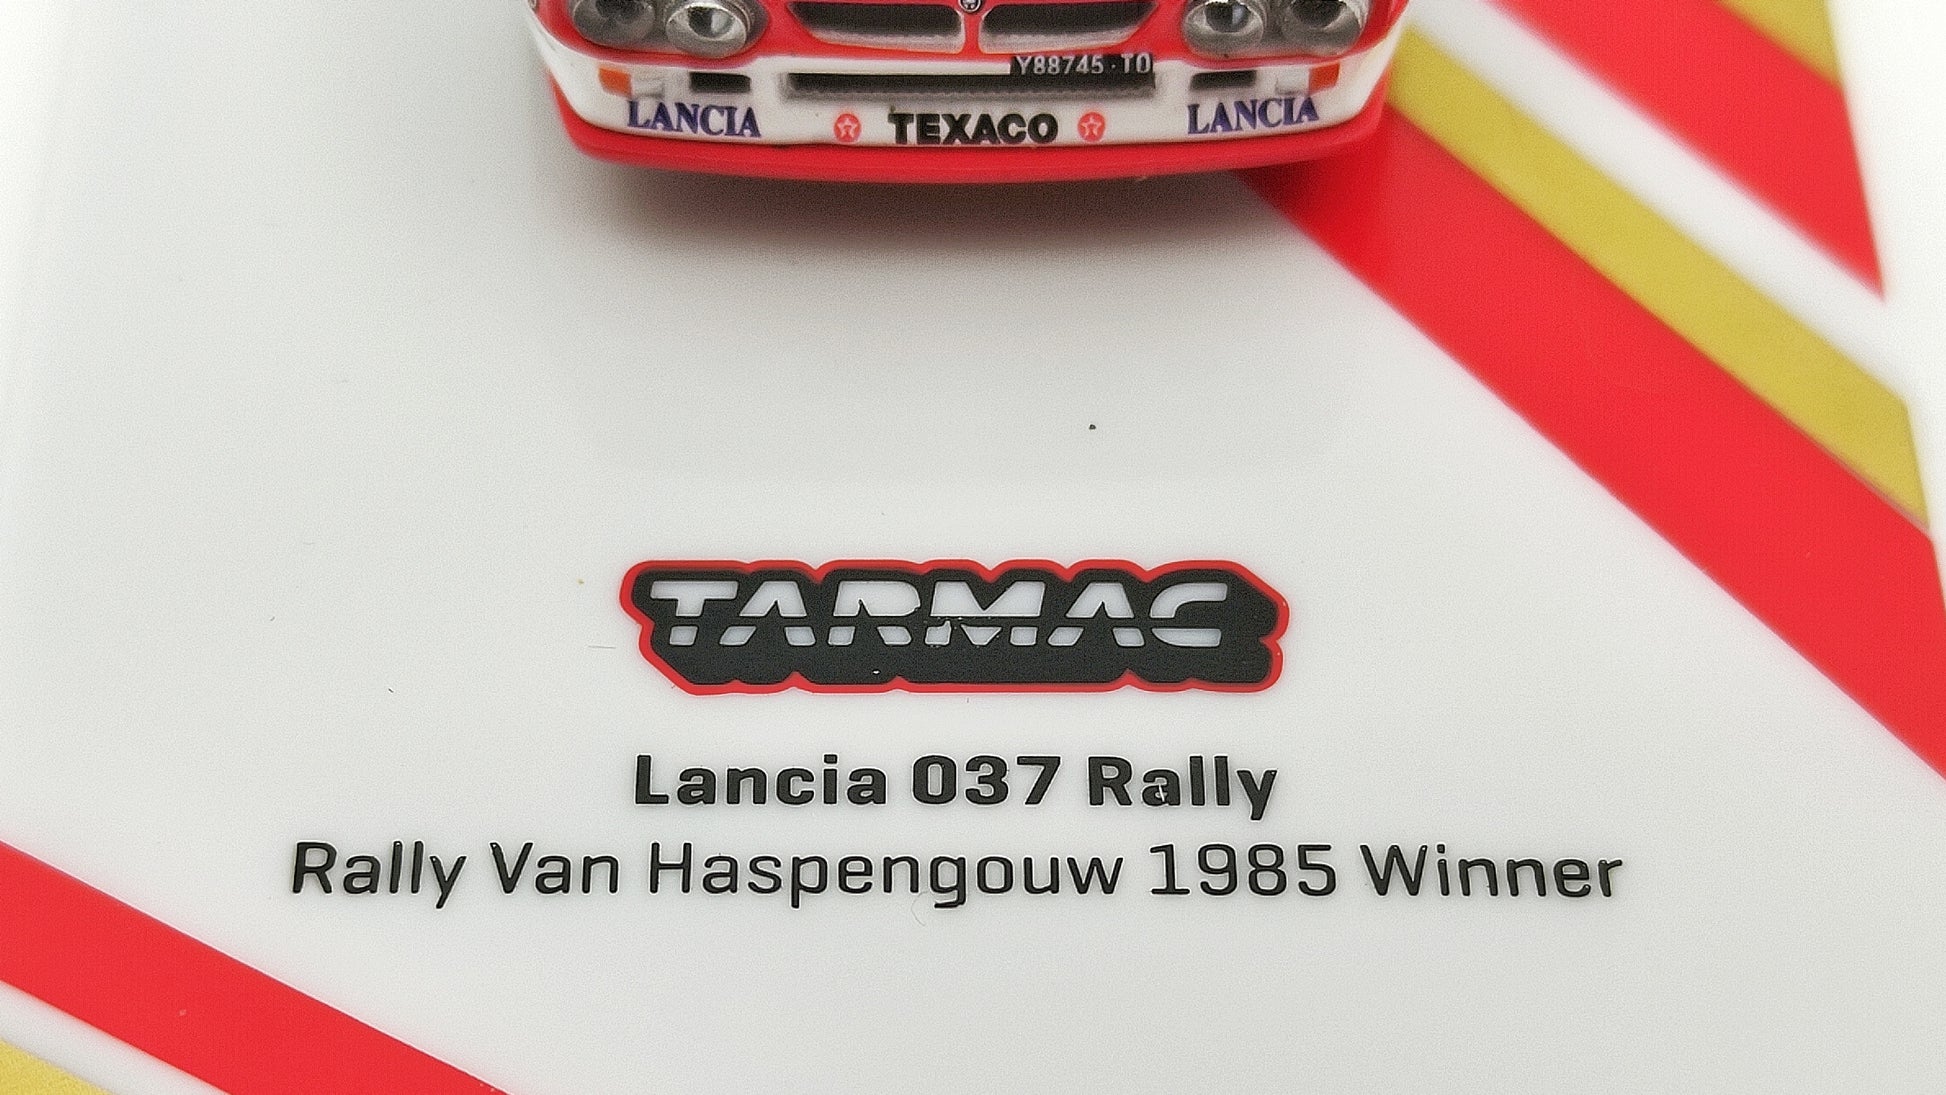 Y88745·TO
LANCIA TEXACO LANCIA
TARMAC
Lancia 037 Rally
Rally Van Haspengouw 1985 Winner